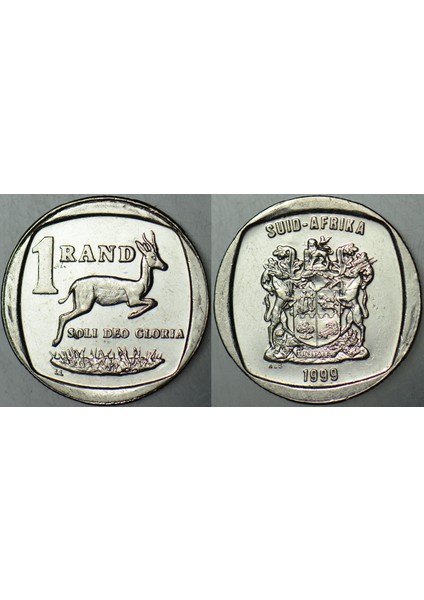 1 RAND
SOLI DEO GLORIA
SUID-AFRIKA
1999